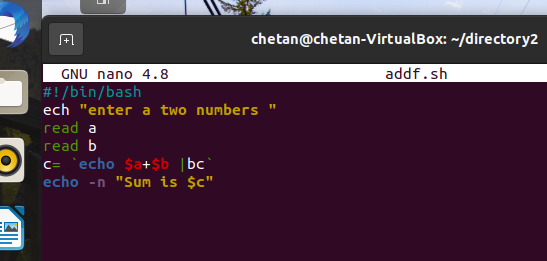 chetan@chetan-VirtualBox: ~/directory2
GNU nano 4.8 addf.sh
#!/bin/bash
ech "enter a two numbers "
read a
read b
c= `echo $a+$b |bc`
echo -n "Sum is $c"